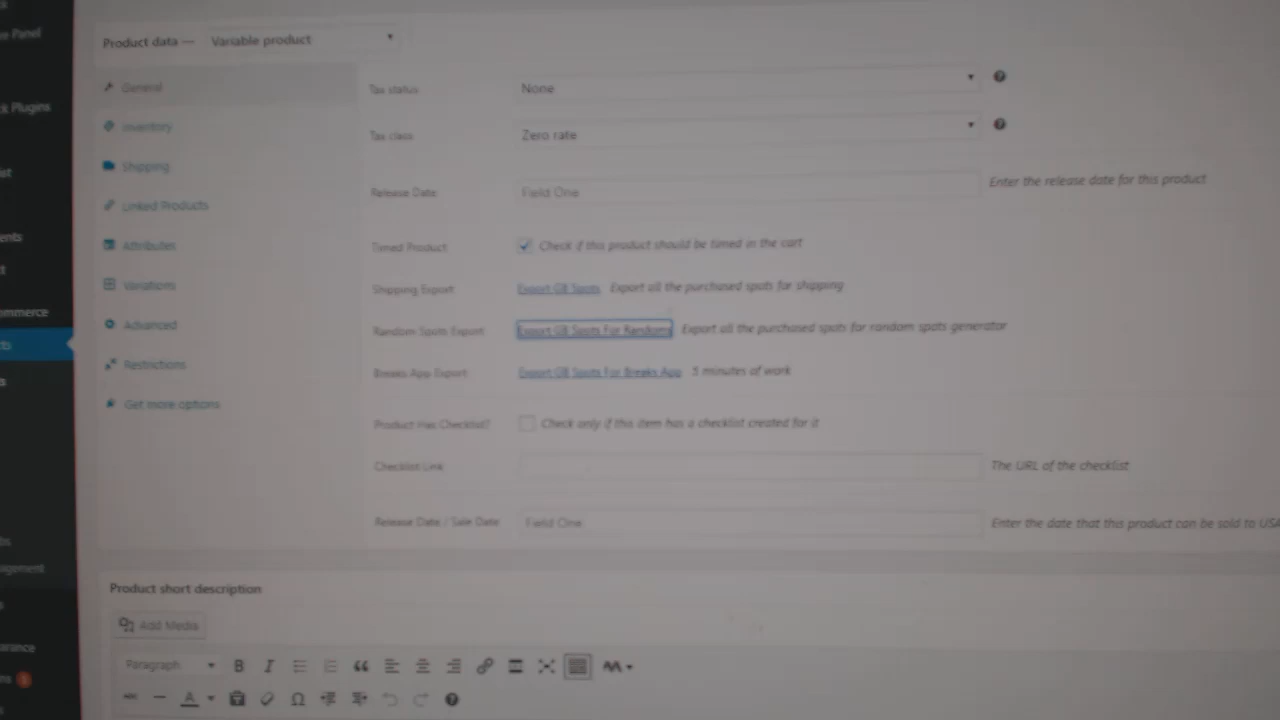 Panel
Product data — Variable product
General
Tax status None
Plugins
Inventory
Tax class Zero rate
Shipping
Release Date: Field One Enter the release date for this product
Linked Products
Attributes
Timed Product: Check if this product should be timed in the cart
Variations
Shipping Export: Export GB Spots Export all the purchased spots for shipping
Advanced
Random Spots Export: Export GB Spots For Randoms Export all the purchased spots for random spots generator
Restrictions
Breaks App Export: Export GB Spots For Breaks App 5 minutes of work
Get more options
Product Has Checklist? Check only if this item has a checklist created for it
Checklist Link The URL of the checklist
Release Date / Sale Date Field One Enter the date that this product can be sold to USA
Product short description
Add Media
Paragraph